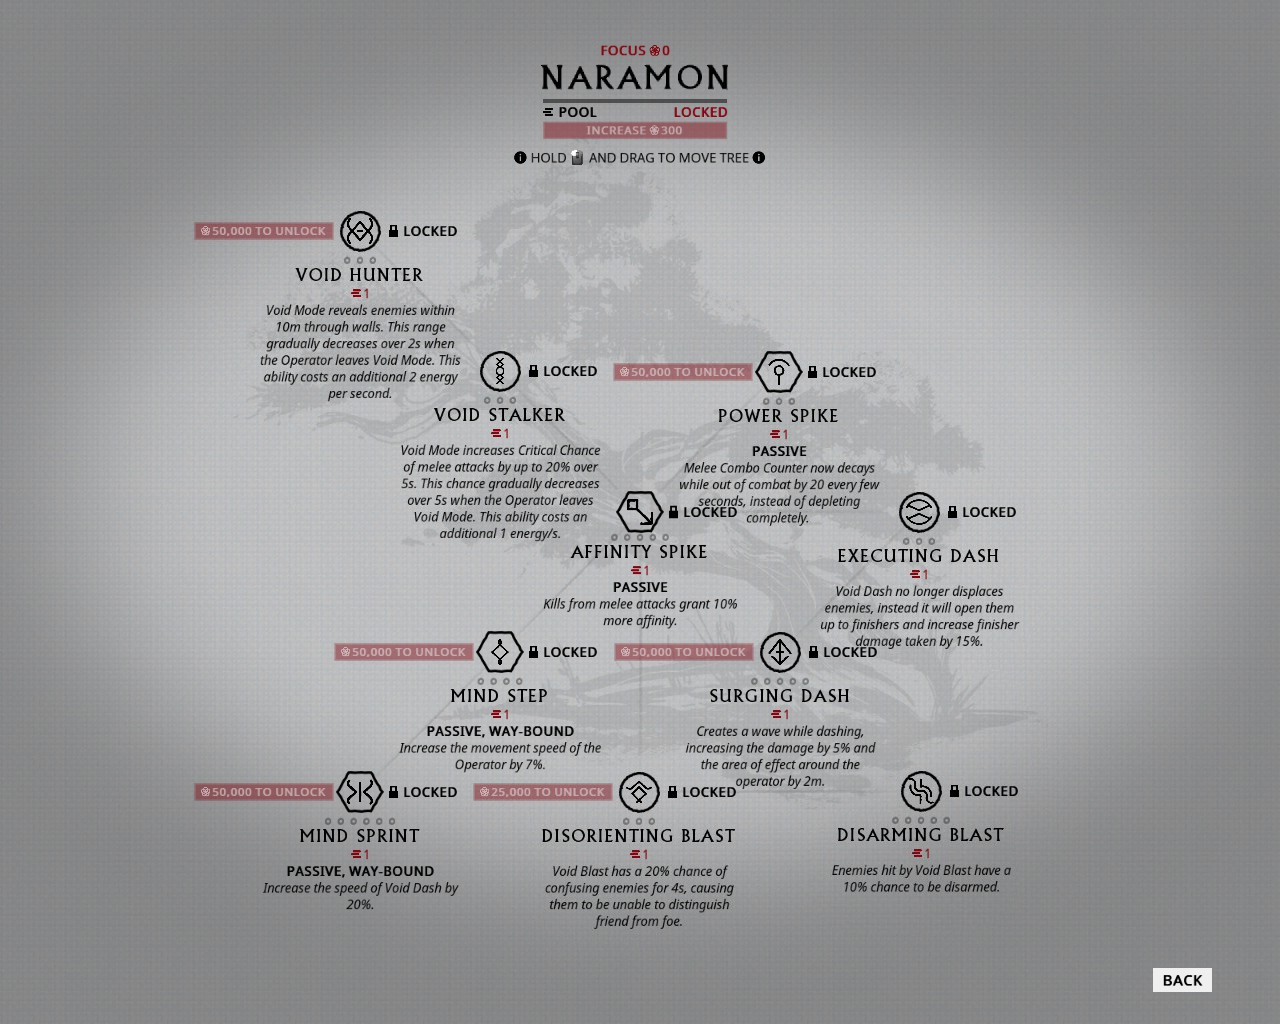 FOCUS 0
NARAMON
POOL LOCKED
INCREASE 300
HOLD AND DRAG TO MOVE TREE
50,000 TO UNLOCK
LOCKED
VOID HUNTER
1
Void Mode reveals enemies within
10m through walls. This range
gradually decreases over 2s when
the Operator leaves Void Mode. This
ability costs an additional 2 energy
per second.
LOCKED
VOID STALKER
1
Void Mode increases Critical Chance
of melee attacks by up to 20% over
5s. This chance gradually decreases
over 5s when the Operator leaves
Void Mode. This ability costs an
additional 1 energy/s.
50,000 TO UNLOCK
LOCKED
POWER SPIKE
1
PASSIVE
Melee Combo Counter now decays
while out of combat by 20 every few
seconds, instead of depleting
completely.
LOCKED
AFFINITY SPIKE
1
PASSIVE
Kills from melee attacks grant 10%
more affinity.
LOCKED
EXECUTING DASH
1
Void Dash no longer displaces
enemies, instead it will open them
up to finishers and increase finisher
damage taken by 15%.
50,000 TO UNLOCK
LOCKED
MIND STEP
1
PASSIVE, WAY-BOUND
Increase the movement speed of the
Operator by 7%.
50,000 TO UNLOCK
LOCKED
SURGING DASH
1
Creates a wave while dashing,
increasing the damage by 5% and
the area of effect around the
operator by 2m.
50,000 TO UNLOCK
LOCKED
MIND SPRINT
1
PASSIVE, WAY-BOUND
Increase the speed of Void Dash by
20%.
25,000 TO UNLOCK
LOCKED
DISORIENTING BLAST
1
Void Blast has a 20% chance of
confusing enemies for 4s, causing
them to be unable to distinguish
friend from foe.
LOCKED
DISARMING BLAST
1
Enemies hit by Void Blast have a
10% chance to be disarmed.
BACK